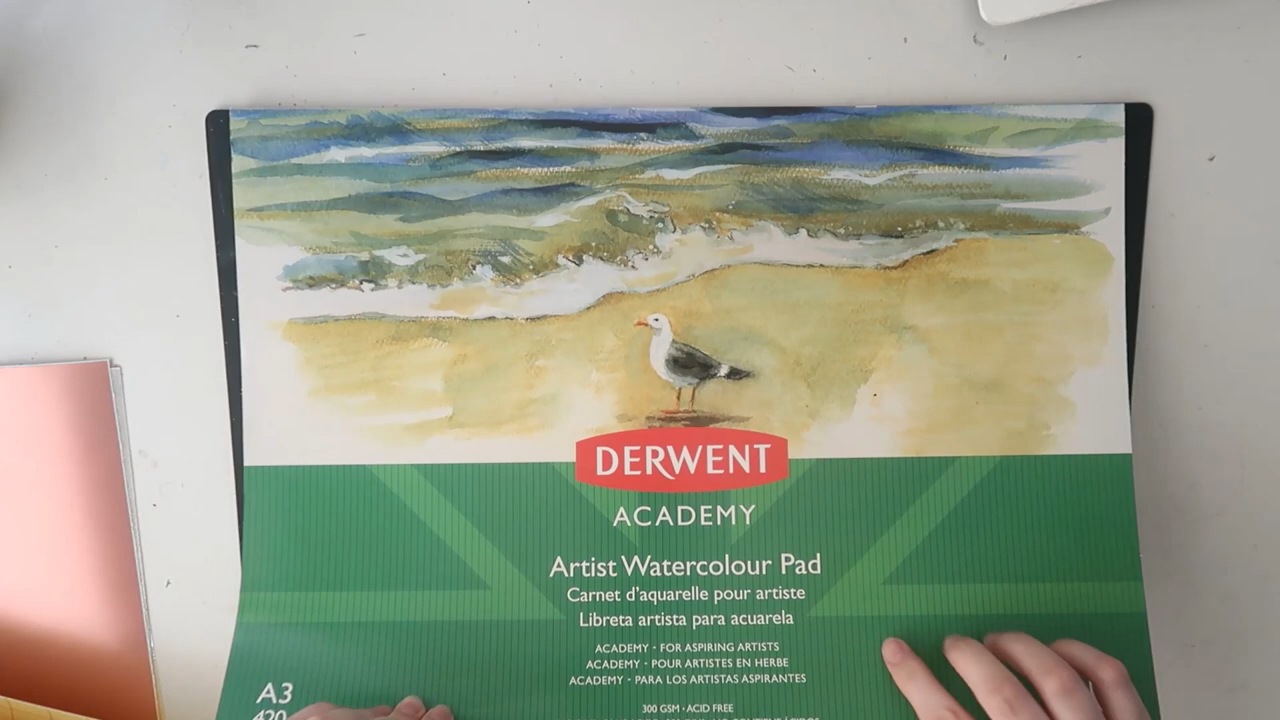 DERWENT
ACADEMY
Artist Watercolour Pad
Carnet d'aquarelle pour artiste
Libreta artista para acuarela
ACADEMY · FOR ASPIRING ARTISTS
ACADEMY · POUR ARTISTES EN HERBE
ACADEMY · PARA LOS ARTISTAS ASPIRANTES
A3
420
300 GSM · ACID FREE